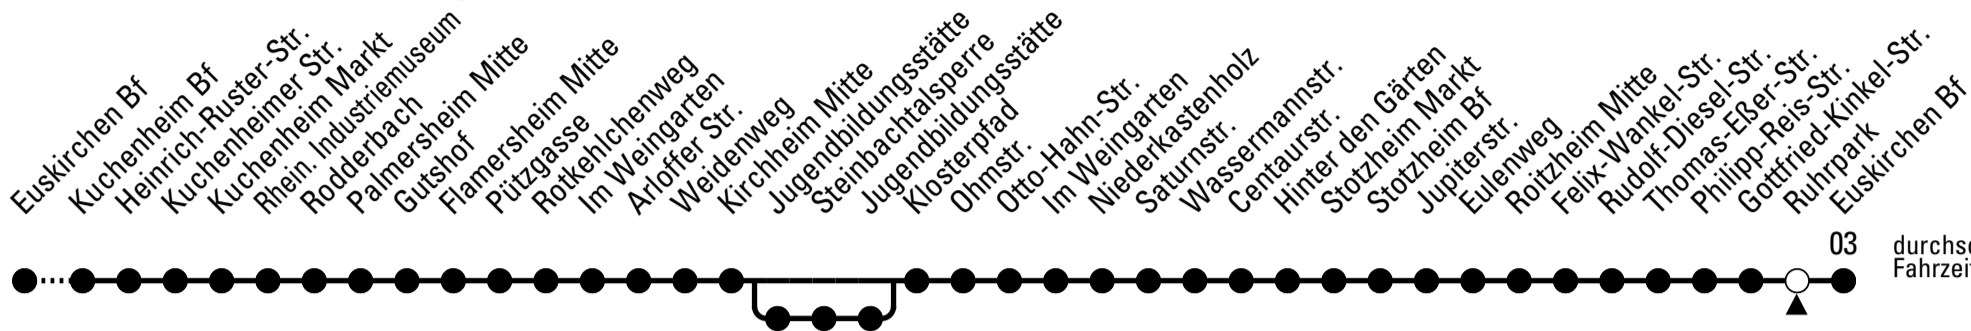 Euskirchen Bf
Kuchenheim Bf
Heinrich-Ruster-Str.
Kuchenheimer Str.
Kuchenheim Markt
Rhein. Industriemuseum
Rodderbach
Palmersheim Mitte
Gutshof
Flamersheim Mitte
Pützgasse
Rotkehlchenweg
Im Weingarten
Arloffer Str.
Weidenweg
Kirchheim Mitte
Jugendbildungsstätte
Steinbachtalsperre
Jugendbildungsstätte
Klosterpfad
Ohmstr.
Otto-Hahn-Str.
Im Weingarten
Niederkastenholz
Saturnstr.
Wassermannstr.
Centaurstr.
Hinter den Gärten
Stotzheim Markt
Stotzheim Bf
Jupiterstr.
Eulenweg
Roitzheim Mitte
Felix-Wankel-Str.
Rudolf-Diesel-Str.
Thomas-Eßer-Str.
Philipp-Reis-Str.
Gottfried-Kinkel-Str.
Ruhrpark
Euskirchen Bf
03
Fahrzeit